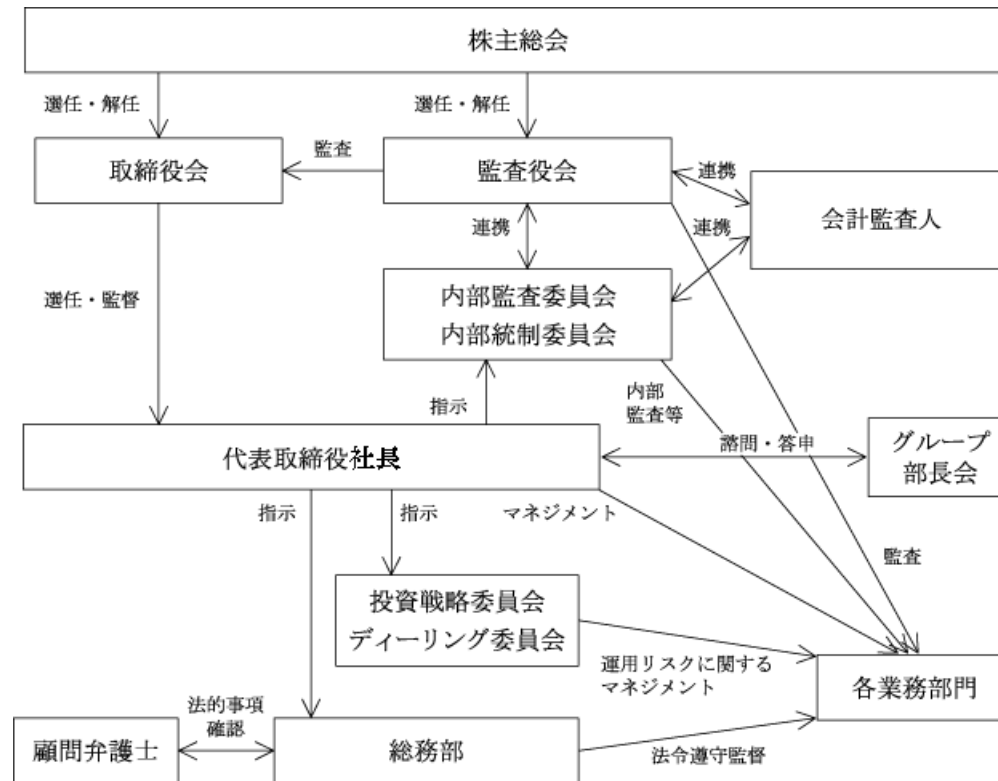 株主総会
選任・解任
選任・解任
取締役会
監査
監査役会
連携
会計監査人
連携
連携
選任・監督
内部監査委員会
内部統制委員会
指示
内部
監査等
代表取締役社長
諮問・答申
グループ
部長会
指示
指示
マネジメント
監査
投資戦略委員会
ディーリング委員会
運用リスクに関する
マネジメント
各業務部門
法的事項
確認
顧問弁護士
総務部
法令遵守監督